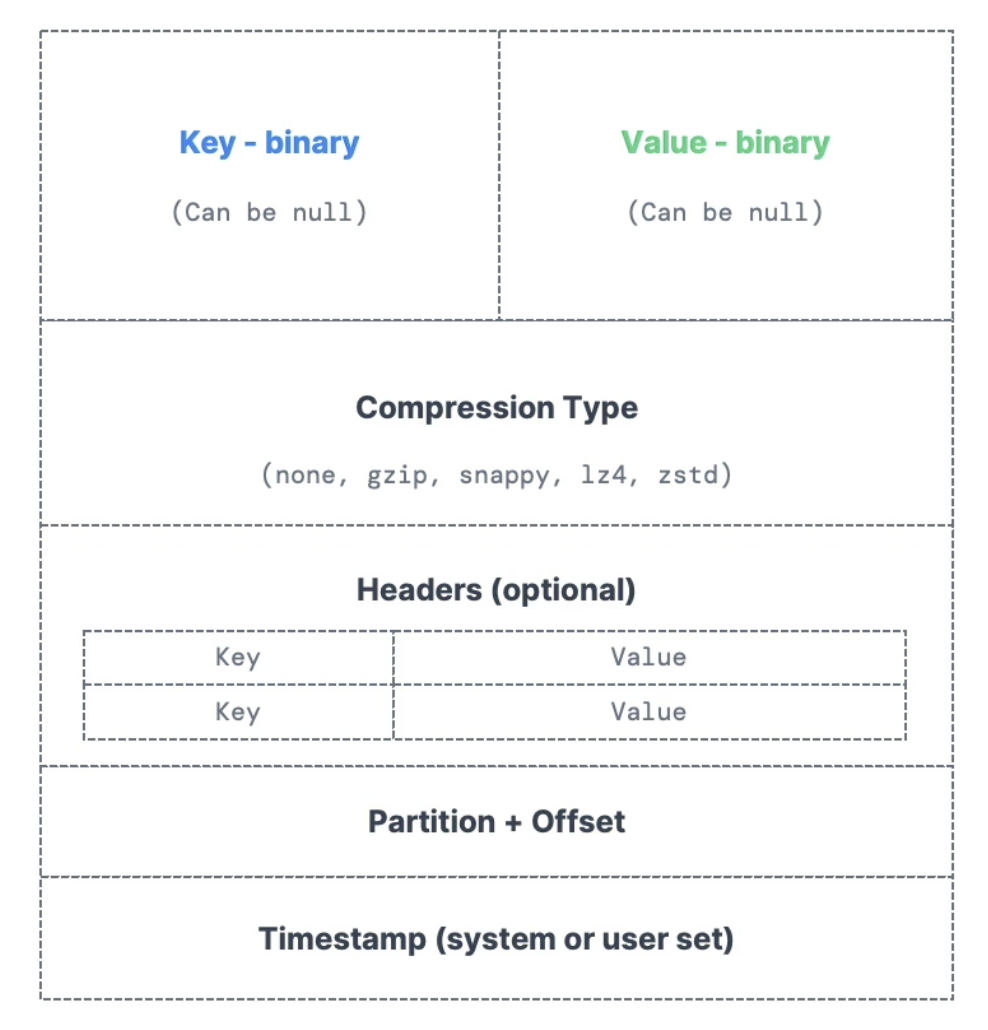 Key - binary
Value - binary
(Can be null)
(Can be null)
Compression Type
(none, gzip, snappy, lz4, zstd)
Headers (optional)
Key
Value
Key
Value
Partition + Offset
Timestamp (system or user set)